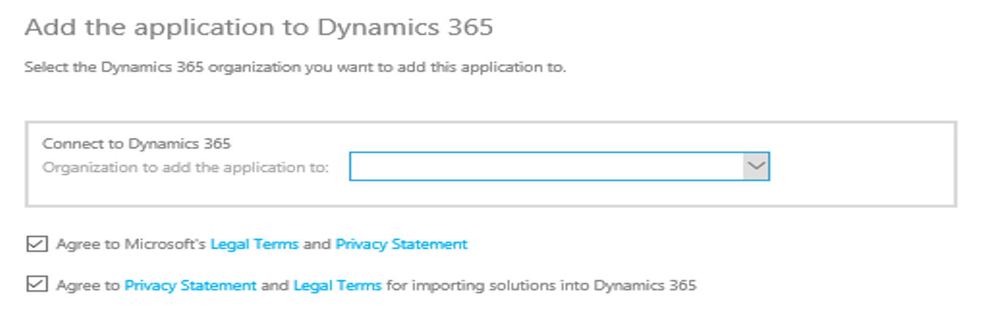 Add the application to Dynamics 365
Select the Dynamics 365 organization you want to add this application to.
Connect to Dynamics 365
Organization to add the application to:
Agree to Microsoft's Legal Terms and Privacy Statement
Agree to Privacy Statement and Legal Terms for importing solutions into Dynamics 365